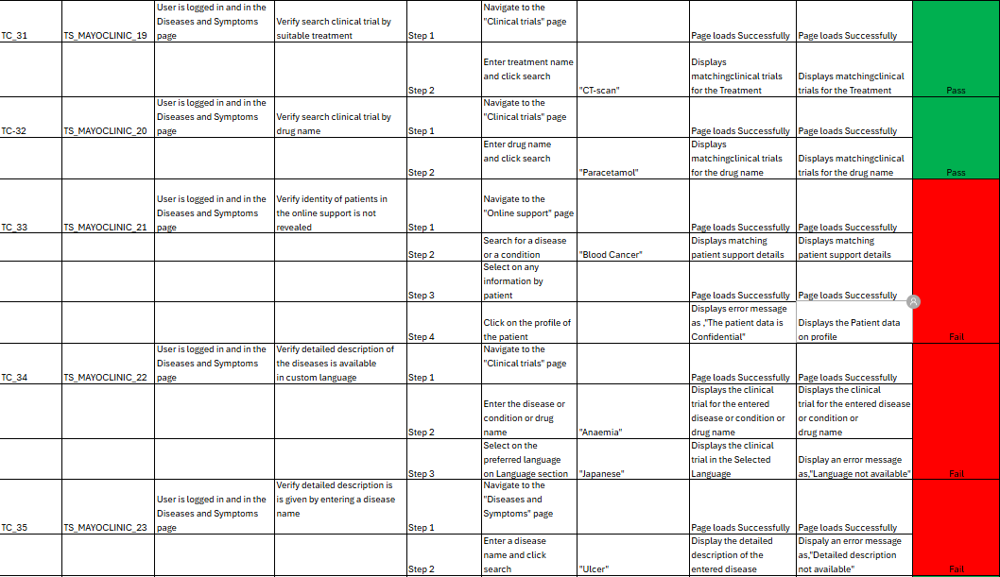 User is logged in and in the
Diseases and Symptoms
page
Verify search clinical trial by
suitable treatment
Navigate to the
"Clinical trials" page
TC_31
TS_MAYOCLINIC_19
Step 1
Page loads Successfully
Page loads Successfully
Step 2
Enter treatment name
and click search
"CT-scan"
Displays
matchingclinical trials
for the Treatment
Displays matchingclinical
trials for the Treatment
Pass
TC-32
TS_MAYOCLINIC_20
User is logged in and in the
Diseases and Symptoms
page
Verify search clinical trial by
drug name
Step 1
Navigate to the
"Clinical trials" page
Page loads Successfully
Page loads Successfully
Step 2
Enter drug name
and click search
"Paracetamol"
Displays
matchingclinical trials
for the drug name
Displays matchingclinical
trials for the drug name
Pass
TC_33
TS_MAYOCLINIC_21
User is logged in and in the
Diseases and Symptoms
page
Verify identity of patients in
the online support is not
revealed
Step 1
Navigate to the
"Online support" page
Page loads Successfully
Page loads Successfully
Step 2
Search for a disease
or a condition
"Blood Cancer"
Displays matching
patient support details
Displays matching
patient support details
Step 3
Select on any
information by
patient
Page loads Successfully
Page loads Successfully
Step 4
Click on the profile of
the patient
Displays error message
as ,"The patient data is
Confidential"
Displays the Patient data
on profile
Fail
TC_34
TS_MAYOCLINIC_22
User is logged in and in the
Diseases and Symptoms
page
Verify detailed description of
the diseases is available
in custom language
Step 1
Navigate to the
"Clinical trials" page
Page loads Successfully
Page loads Successfully
Step 2
Enter the disease or
condition or drug
name
"Anaemia"
Displays the clinical
trial for the entered
disease or condition or
drug name
Displays the clinical
trial for the entered disease
or condition or
drug name
Step 3
Select on the
preferred language
on Language section
"Japanese"
Displays the clinical
trial in the Selected
Language
Display an error message
as,"Language not available"
Fail
TC_35
TS_MAYOCLINIC_23
User is logged in and in the
Diseases and Symptoms
page
Verify detailed description is
is given by entering a disease
name
Step 1
Navigate to the
"Diseases and
Symptoms" page
Page loads Successfully
Page loads Successfully
Step 2
Enter a disease
name and click
search
"Ulcer"
Display the detailed
description of the
entered disease
Dispaly an error message
as,"Detailed description
not available"
Fail